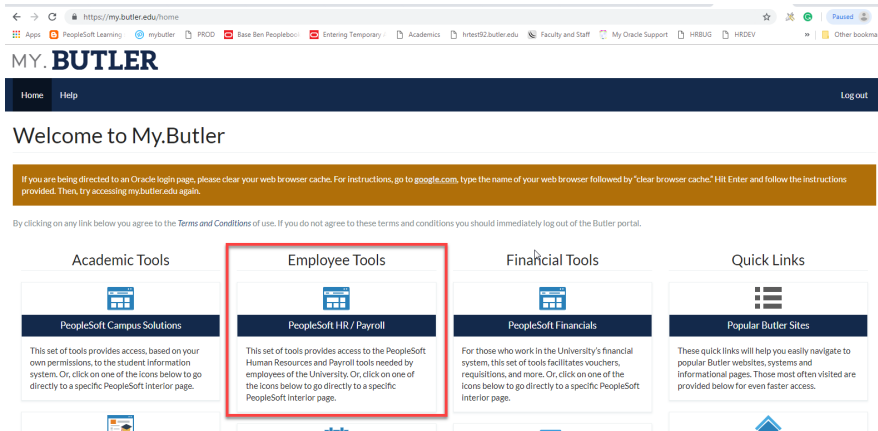 https://my.butler.edu/home
Paused
Apps PeopleSoft Learning mybutler PROD Base Ben Peoplebook Entering Temporary Academics hrtest92.butler.edu Faculty and Staff My Oracle Support HRBUG HRDEV » Other bookma
MY. BUTLER
Home Help Log out
Welcome to My.Butler
If you are being directed to an Oracle login page, please clear your web browser cache. For instructions, go to google.com, type the name of your web browser followed by "clear browser cache." Hit Enter and follow the instructions
provided. Then, try accessing my.butler.edu again.
By clicking on any link below you agree to the Terms and Conditions of use. If you do not agree to these terms and conditions you should immediately log out of the Butler portal.
Academic Tools
PeopleSoft Campus Solutions
This set of tools provides access, based on your
own permissions, to the student information
system. Or, click on one of the icons below to go
directly to a specific PeopleSoft interior page.
Employee Tools
PeopleSoft HR / Payroll
This set of tools provides access to the PeopleSoft
Human Resources and Payroll tools needed by
employees of the University. Or, click on one of
the icons below to go directly to a specific
PeopleSoft interior page.
Financial Tools
PeopleSoft Financials
For those who work in the University's financial
system, this set of tools facilitates vouchers,
requisitions, and more. Or, click on one of the
icons below to go directly to a specific PeopleSoft
interior page.
Quick Links
Popular Butler Sites
These quick links will help you easily navigate to
popular Butler websites, systems and
informational pages. Those most often visited are
provided below for even faster access.